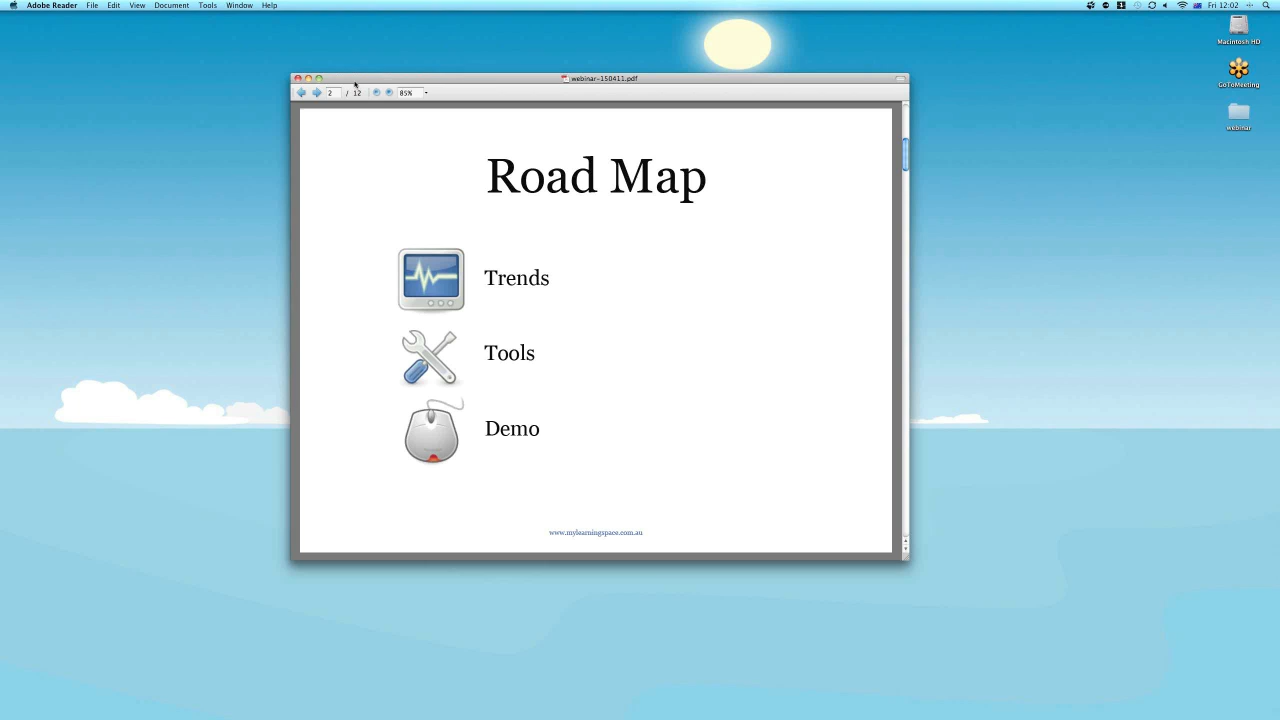 Adobe Reader File Edit View Document Tools Window Help Fri 12:02
Macintosh HD
GoToMeeting
webinar
webinar-150411.pdf
2 / 12 85%
Road Map
Trends
Tools
Demo
www.mylearningspace.com.au